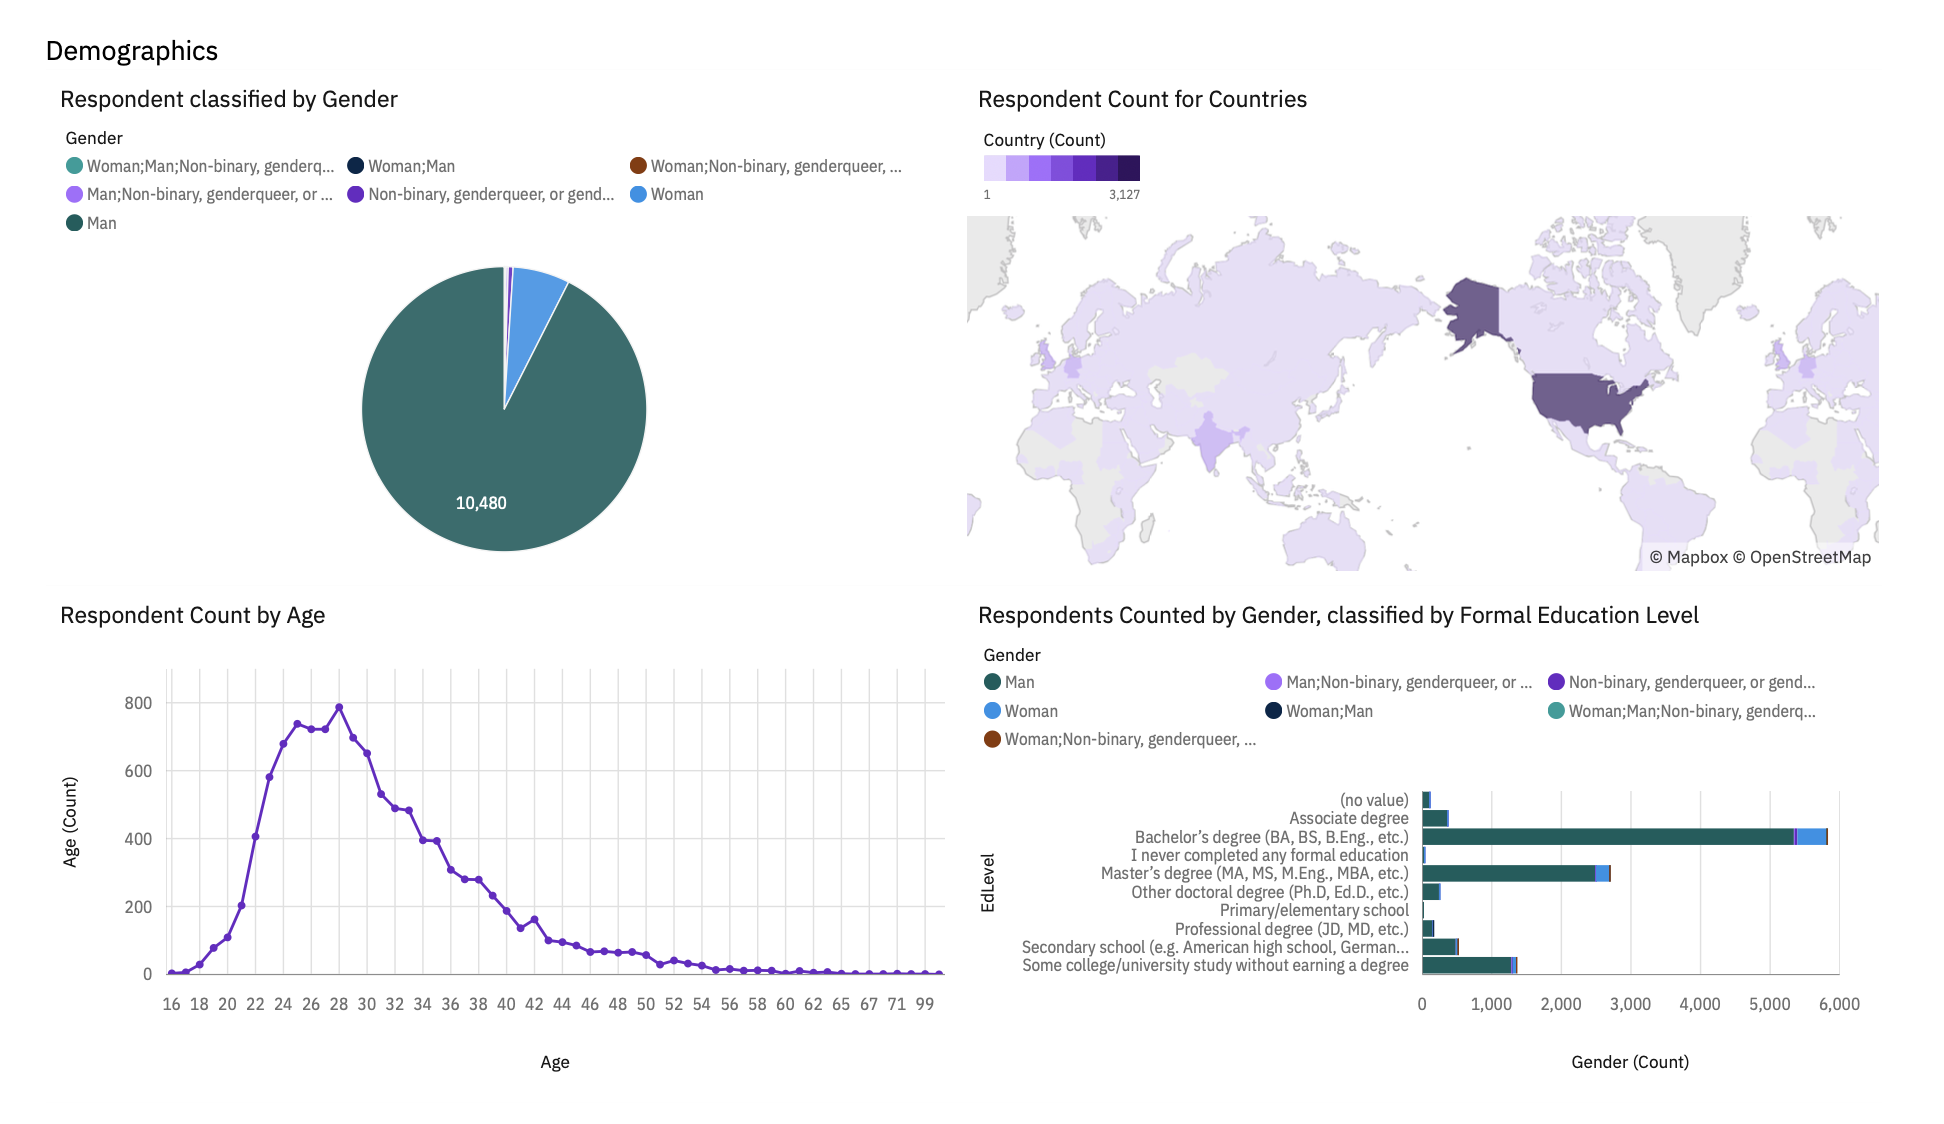 Demographics
Respondent classified by Gender
Gender
Woman;Man;Non-binary, genderq...
Woman;Man
Woman;Non-binary, genderqueer, ...
Man;Non-binary, genderqueer, or ...
Non-binary, genderqueer, or gend...
Woman
Man
10,480
Respondent Count for Countries
Country (Count)
1 3,127
© Mapbox © OpenStreetMap
Respondent Count by Age
Age (Count)
800
600
400
200
0
16 18 20 22 24 26 28 30 32 34 36 38 40 42 44 46 48 50 52 54 56 58 60 62 65 67 71 99
Age
Respondents Counted by Gender, classified by Formal Education Level
Gender
Man
Man;Non-binary, genderqueer, or ...
Non-binary, genderqueer, or gend...
Woman
Woman;Man
Woman;Man;Non-binary, genderq...
Woman;Non-binary, genderqueer, ...
EdLevel
(no value)
Associate degree
Bachelor’s degree (BA, BS, B.Eng., etc.)
I never completed any formal education
Master’s degree (MA, MS, M.Eng., MBA, etc.)
Other doctoral degree (Ph.D, Ed.D., etc.)
Primary/elementary school
Professional degree (JD, MD, etc.)
Secondary school (e.g. American high school, German...
Some college/university study without earning a degree
0 1,000 2,000 3,000 4,000 5,000 6,000
Gender (Count)